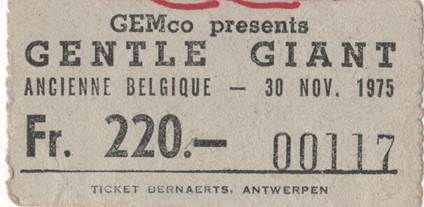 GEMco presents
GENTLE GIANT
ANCIENNE BELGIQUE — 30 NOV. 1975
Fr. 220.— 00117
TICKET BERNAERTS, ANTWERPEN